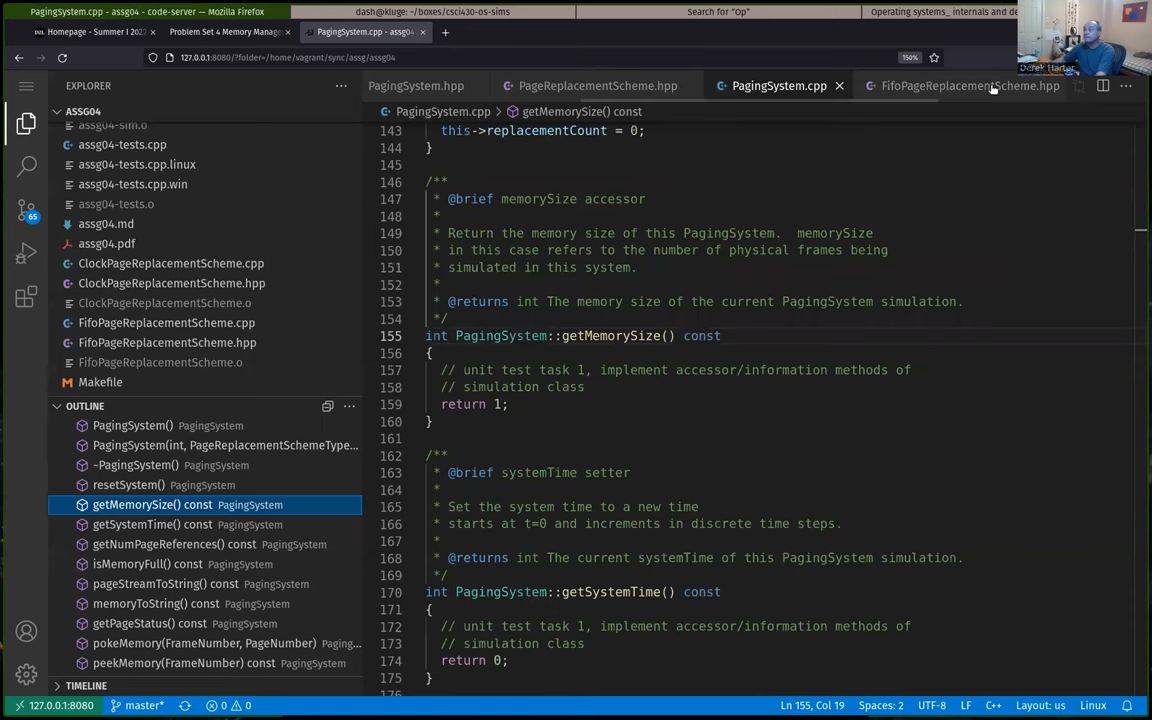 PagingSystem.cpp - assg04 - code-server — Mozilla Firefox
dash@kluge: ~/boxes/csci430-os-sims
Search for "Op"
Operating systems_ internals and de
Homepage - Summer I 2022
Problem Set 4 Memory Manage
PagingSystem.cpp - assg04
127.0.0.1:8080/?folder=/home/vagrant/sync/assg/assg04
150%
Derek Harter
EXPLORER
PagingSystem.hpp
PageReplacementScheme.hpp
PagingSystem.cpp
FifoPageReplacementScheme.hpp
PagingSystem.cpp > getMemorySize() const
ASSG04
assg04-sim.o
assg04-tests.cpp
assg04-tests.cpp.linux
assg04-tests.cpp.win
assg04-tests.o
assg04.md
assg04.pdf
ClockPageReplacementScheme.cpp
ClockPageReplacementScheme.hpp
ClockPageReplacementScheme.o
FifoPageReplacementScheme.cpp
FifoPageReplacementScheme.hpp
FifoPageReplacementScheme.o
Makefile
65
OUTLINE
PagingSystem() PagingSystem
PagingSystem(int, PageReplacementSchemeType...
~PagingSystem() PagingSystem
resetSystem() PagingSystem
getMemorySize() const PagingSystem
getSystemTime() const PagingSystem
getNumPageReferences() const PagingSystem
isMemoryFull() const PagingSystem
pageStreamToString() const PagingSystem
memoryToString() const PagingSystem
getPageStatus() const PagingSystem
pokeMemory(FrameNumber, PageNumber) Paging...
peekMemory(FrameNumber) const PagingSystem
TIMELINE
143 this->replacementCount = 0;
144 }
145
146 /**
147 * @brief memorySize accessor
148 *
149 * Return the memory size of this PagingSystem. memorySize
150 * in this case refers to the number of physical frames being
151 * simulated in this system.
152 *
153 * @returns int The memory size of the current PagingSystem simulation.
154 */
155 int PagingSystem::getMemorySize() const
156 {
157 // unit test task 1, implement accessor/information methods of
158 // simulation class
159 return 1;
160 }
161
162 /**
163 * @brief systemTime setter
164 *
165 * Set the system time to a new time
166 * starts at t=0 and increments in discrete time steps.
167 *
168 * @returns int The current systemTime of this PagingSystem simulation.
169 */
170 int PagingSystem::getSystemTime() const
171 {
172 // unit test task 1, implement accessor/information methods of
173 // simulation class
174 return 0;
175 }
176
127.0.0.1:8080
master*
0 0
Ln 155, Col 19
Spaces: 2
UTF-8
LF
C++
Layout: us
Linux